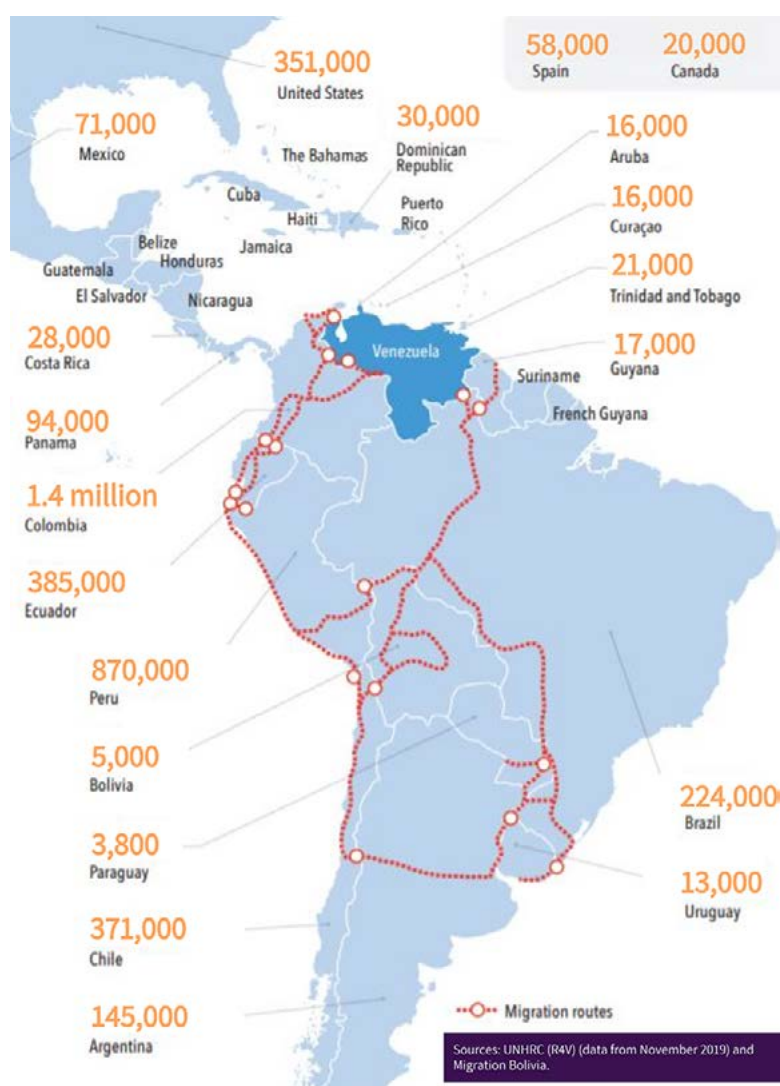 58,000
Spain
20,000
Canada
351,000
United States
71,000
Mexico
30,000
Dominican
Republic
16,000
Aruba
The Bahamas
Cuba
Haiti
Puerto
Rico
16,000
Curaçao
Jamaica
Belize
Honduras
Guatemala
El Salvador
Nicaragua
21,000
Trinidad and Tobago
28,000
Costa Rica
Venezuela
17,000
Guyana
Suriname
French Guyana
94,000
Panama
1.4 million
Colombia
385,000
Ecuador
870,000
Peru
5,000
Bolivia
224,000
Brazil
3,800
Paraguay
13,000
Uruguay
371,000
Chile
145,000
Argentina
Migration routes
Sources: UNHRC (R4V) (data from November 2019) and
Migration Bolivia.